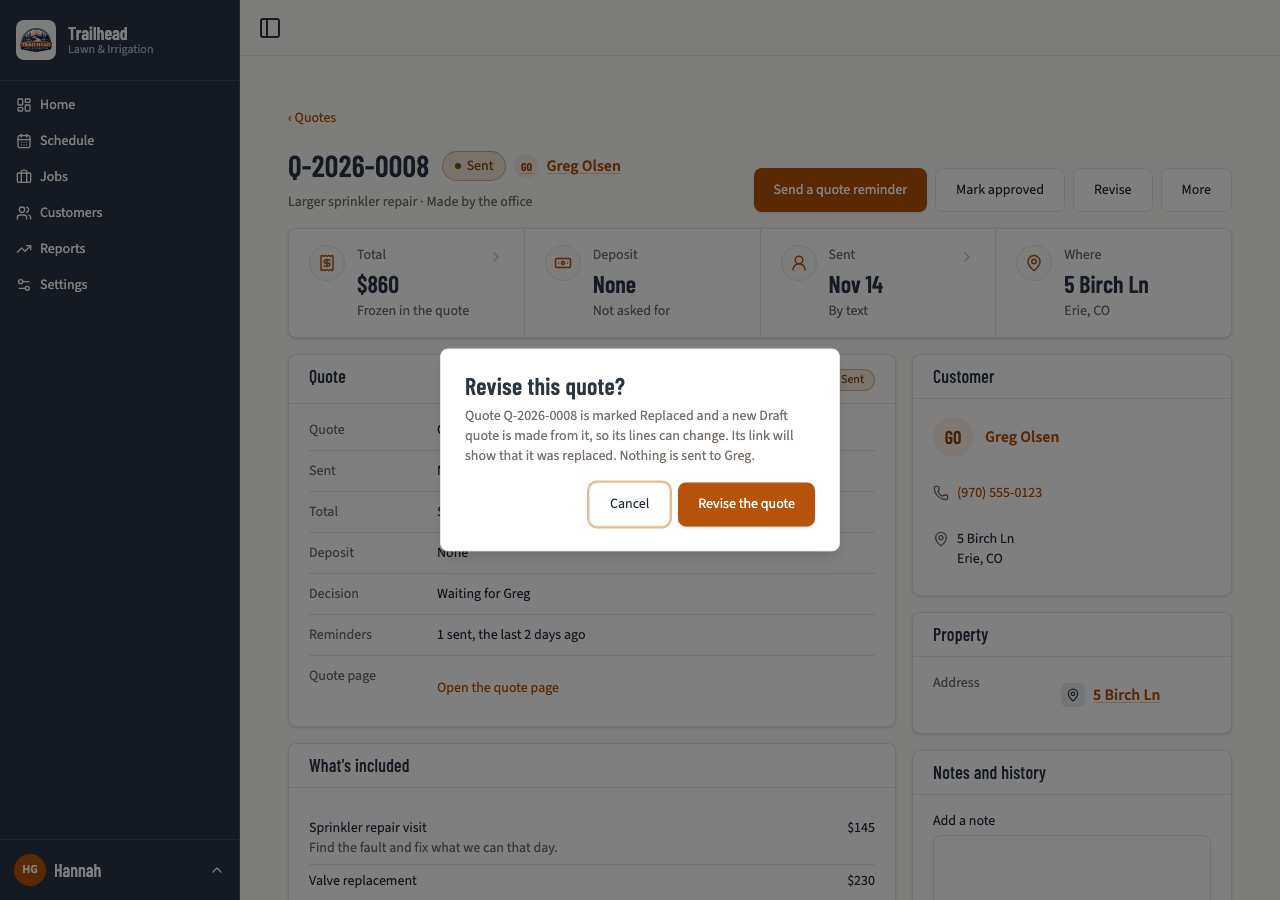 TRAILHEAD
Trailhead
Lawn & Irrigation
Home
Schedule
Jobs
Customers
Reports
Settings
HG
Hannah
‹ Quotes
Q-2026-0008
Sent
GO
Greg Olsen
Larger sprinkler repair · Made by the office
Send a quote reminder
Mark approved
Revise
More
Total
$860
Frozen in the quote
Deposit
None
Not asked for
Sent
Nov 14
By text
Where
5 Birch Ln
Erie, CO
Revise this quote?
Quote Q-2026-0008 is marked Replaced and a new Draft
quote is made from it, so its lines can change. Its link will
show that it was replaced. Nothing is sent to Greg.
Cancel
Revise the quote
Quote
Sent
Quote
Sent
Total
Deposit
None
Decision
Waiting for Greg
Reminders
1 sent, the last 2 days ago
Quote page
Open the quote page
What's included
Sprinkler repair visit
$145
Find the fault and fix what we can that day.
Valve replacement
$230
Customer
GO
Greg Olsen
(970) 555-0123
5 Birch Ln
Erie, CO
Property
Address
5 Birch Ln
Notes and history
Add a note